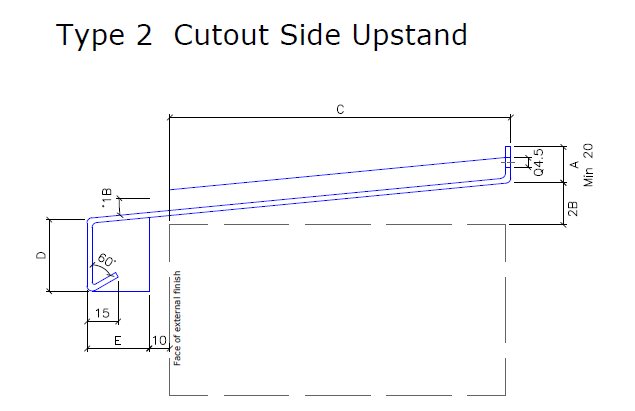 Type 2 Cutout Side Upstand
C
Q4.5
A
Min 20
.1B
2B
D
60°
15
E
10
Face of external finish